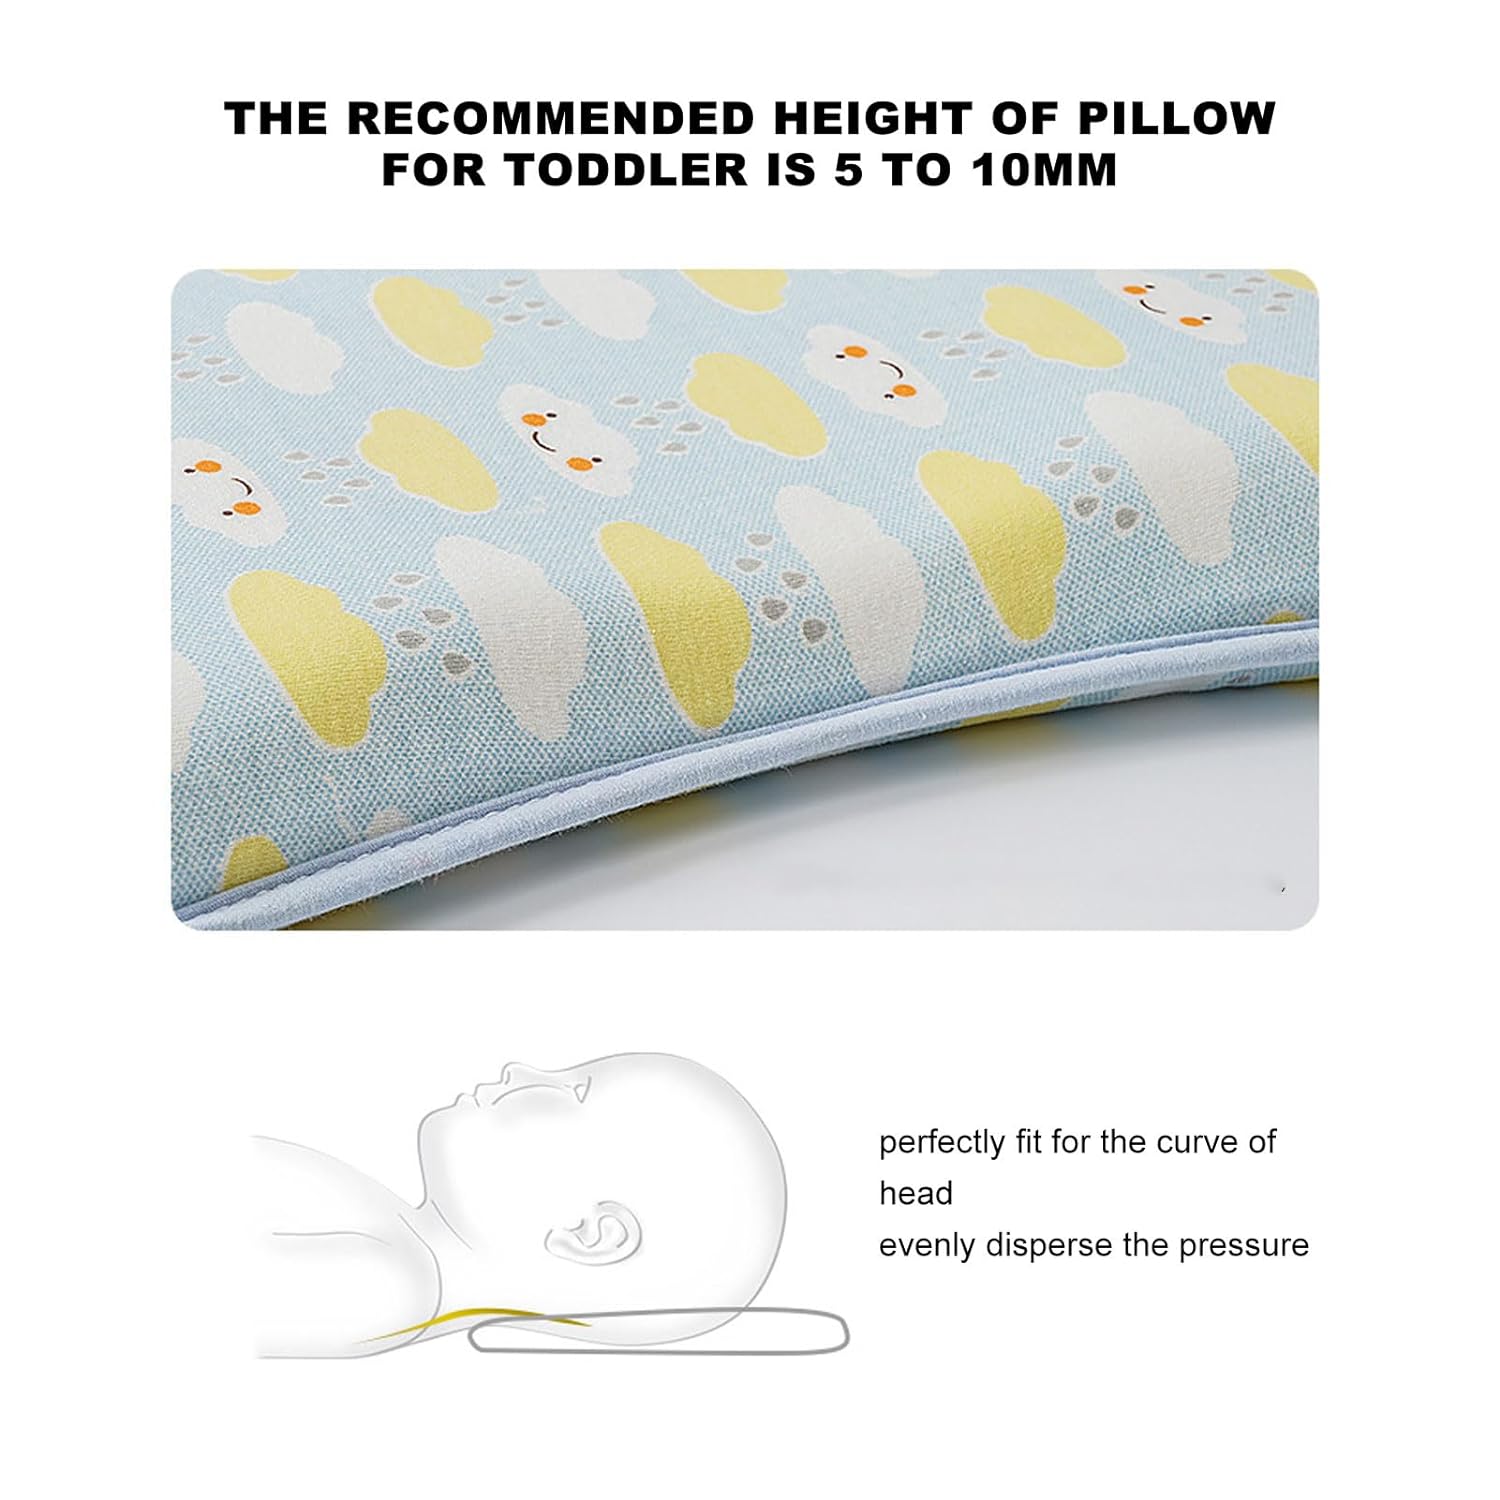 THE RECOMMENDED HEIGHT OF PILLOW
FOR TODDLER IS 5 TO 10MM
perfectly fit for the curve of
head
evenly disperse the pressure